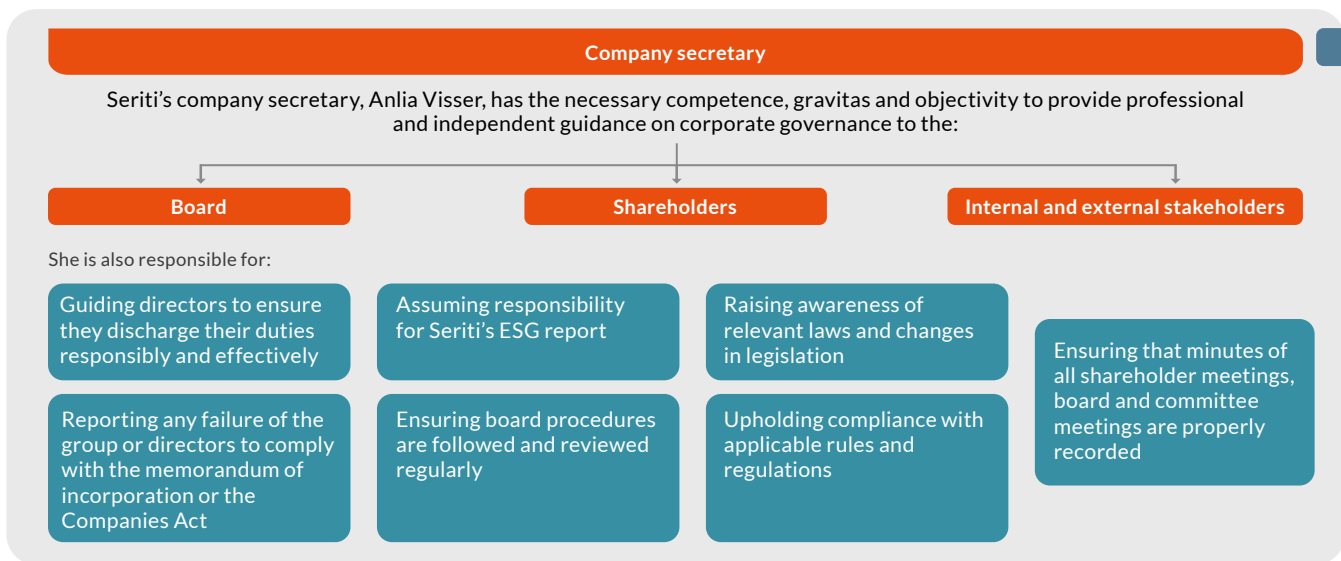 Company secretary
Seriti’s company secretary, Anlia Visser, has the necessary competence, gravitas and objectivity to provide professional
and independent guidance on corporate governance to the:
Board
Shareholders
Internal and external stakeholders
She is also responsible for:
Guiding directors to ensure
they discharge their duties
responsibly and effectively
Assuming responsibility
for Seriti’s ESG report
Raising awareness of
relevant laws and changes
in legislation
Ensuring that minutes of
all shareholder meetings,
board and committee
meetings are properly
recorded
Reporting any failure of the
group or directors to comply
with the memorandum of
incorporation or the
Companies Act
Ensuring board procedures
are followed and reviewed
regularly
Upholding compliance with
applicable rules and
regulations